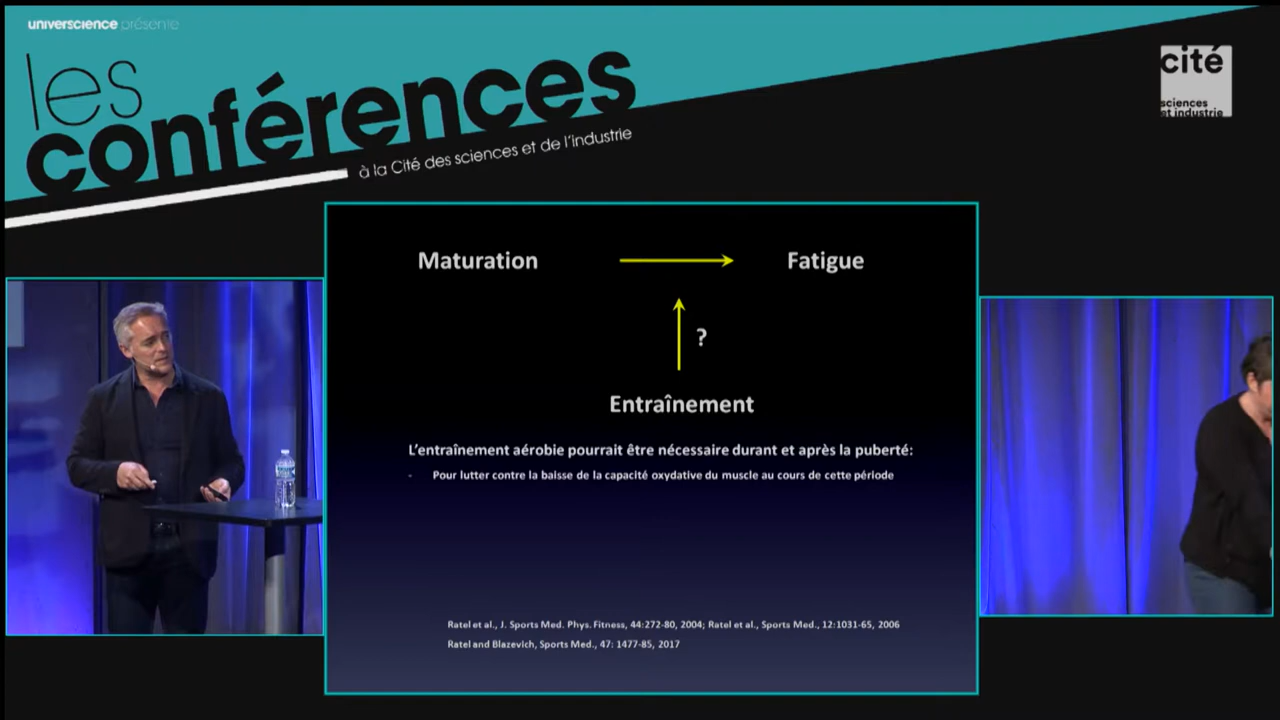 universcience présente
les
conférences
à la Cité des sciences et de l'industrie
cité
sciences
et industrie
Maturation
Fatigue
?
Entraînement
L'entraînement aérobie pourrait être nécessaire durant et après la puberté:
- Pour lutter contre la baisse de la capacité oxydative du muscle au cours de cette période
Ratel et al., J. Sports Med. Phys. Fitness, 44:272-80, 2004; Ratel et al., Sports Med., 12:1031-65, 2006
Ratel and Blazevich, Sports Med., 47: 1477-85, 2017